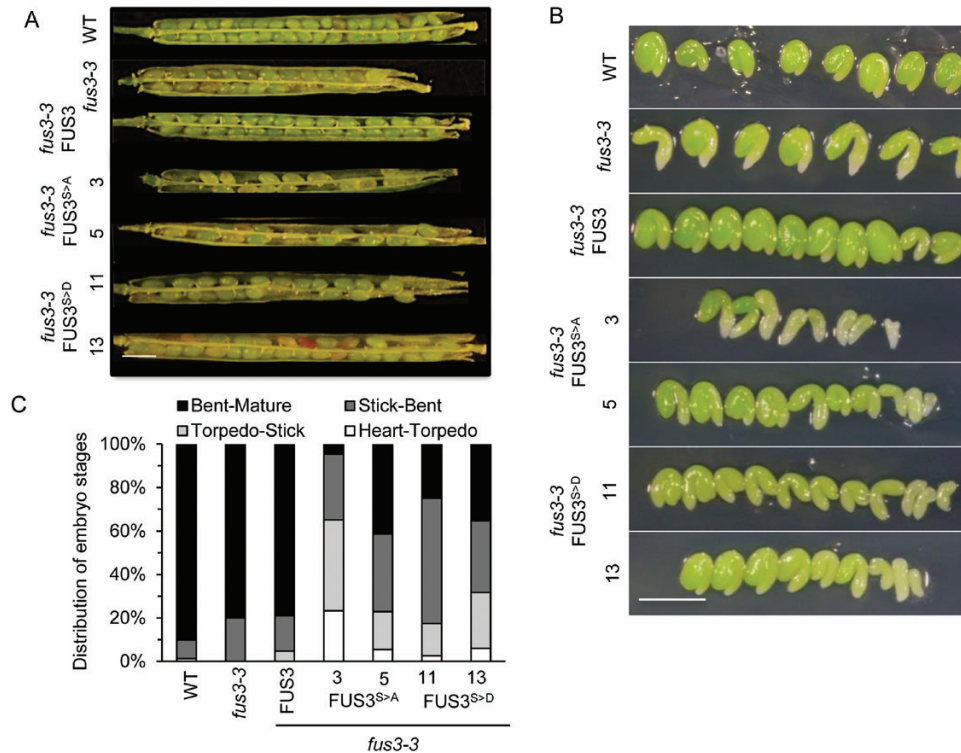 A
WT
fus3-3
fus3-3
FUS3
fus3-3
FUS3S>A
3
5
fus3-3
FUS3S>D
11
13
B
WT
fus3-3
fus3-3
FUS3
fus3-3
FUS3S>A
3
5
fus3-3
FUS3S>D
11
13
C
Bent-Mature
Stick-Bent
Torpedo-Stick
Heart-Torpedo
Distribution of embryo stages
100%
80%
60%
40%
20%
0%
WT
fus3-3
FUS3
3
5
11
13
FUS3S>A
FUS3S>D
fus3-3